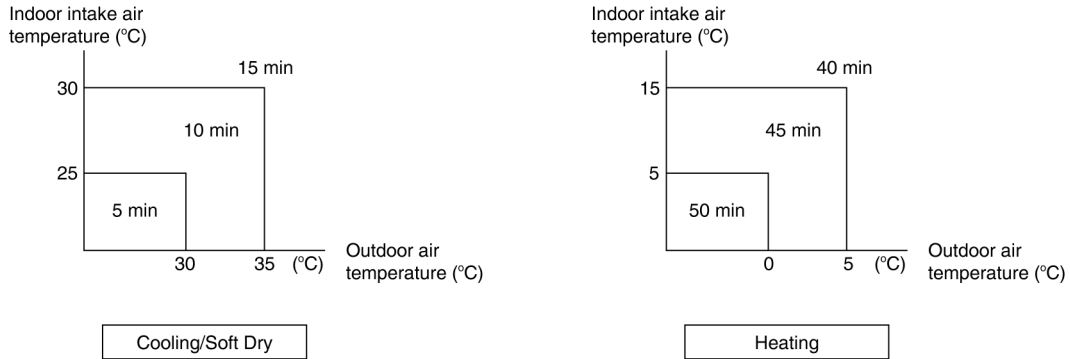 Indoor intake air
temperature (°C)
15 min
30
10 min
25
5 min
30 35 (°C)
Outdoor air
temperature (°C)
Cooling/Soft Dry
Indoor intake air
temperature (°C)
40 min
15
45 min
5
50 min
0 5 (°C)
Outdoor air
temperature (°C)
Heating